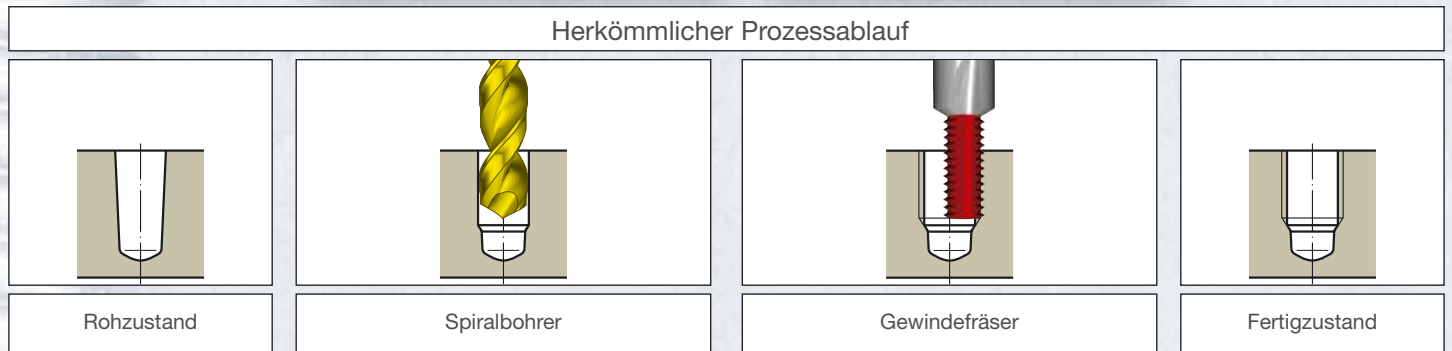 Herkömmlicher Prozessablauf
Rohzustand
Spiralbohrer
Gewindefräser
Fertigzustand